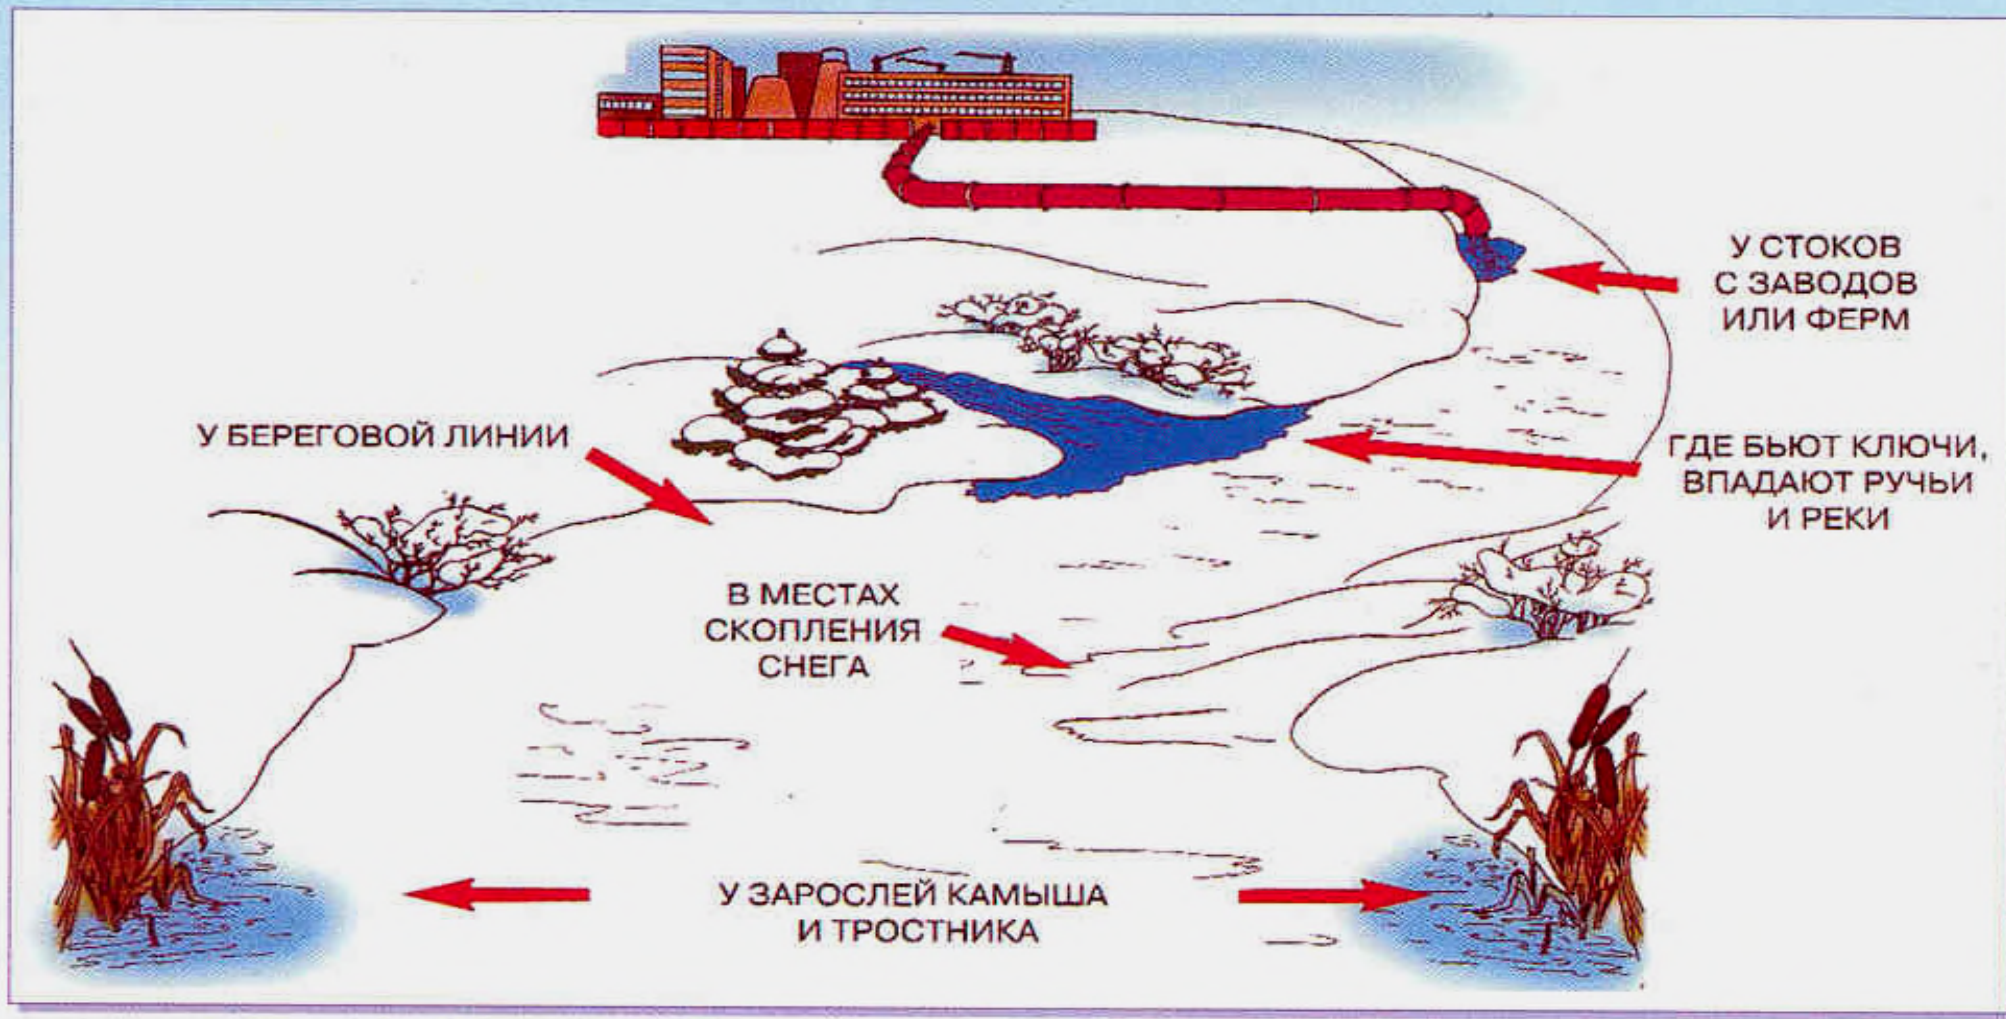 У СТОКОВ
С ЗАВОДОВ
ИЛИ ФЕРМ
У БЕРЕГОВОЙ ЛИНИИ
ГДЕ БЬЮТ КЛЮЧИ,
ВПАДАЮТ РУЧЬИ
И РЕКИ
В МЕСТАХ
СКОПЛЕНИЯ
СНЕГА
У ЗАРОСЛЕЙ КАМЫША
И ТРОСТНИКА